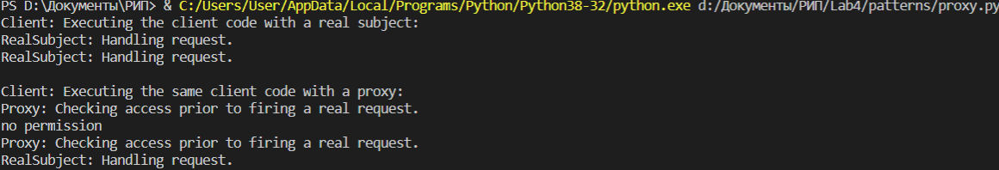 PS D:\Документы\РИП> & C:/Users/User/AppData/Local/Programs/Python/Python38-32/python.exe d:/Документы/РИП/Lab4/patterns/proxy.py
Client: Executing the client code with a real subject:
RealSubject: Handling request.
RealSubject: Handling request.
Client: Executing the same client code with a proxy:
Proxy: Checking access prior to firing a real request.
no permission
Proxy: Checking access prior to firing a real request.
RealSubject: Handling request.